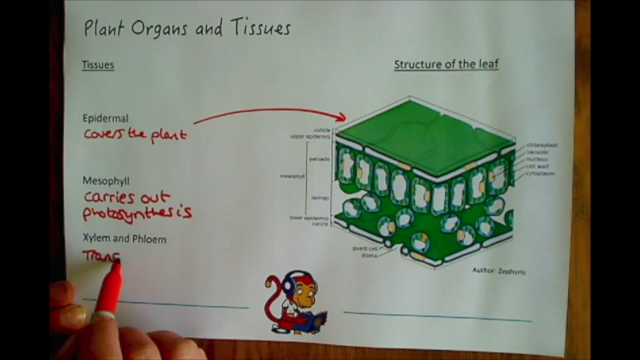 Plant Organs and Tissues
Tissues
Structure of the leaf
Epidermal
covers the plant
Mesophyll
carries out
photosynthesis
Xylem and Phloem
Trans
cuticle
upper epidermis
palisade
mesophyll
spongy
lower epidermis
cuticle
guard cell
stoma
chloroplast
vacuole
nucleus
cell wall
cytoplasm
Author: Zephyris